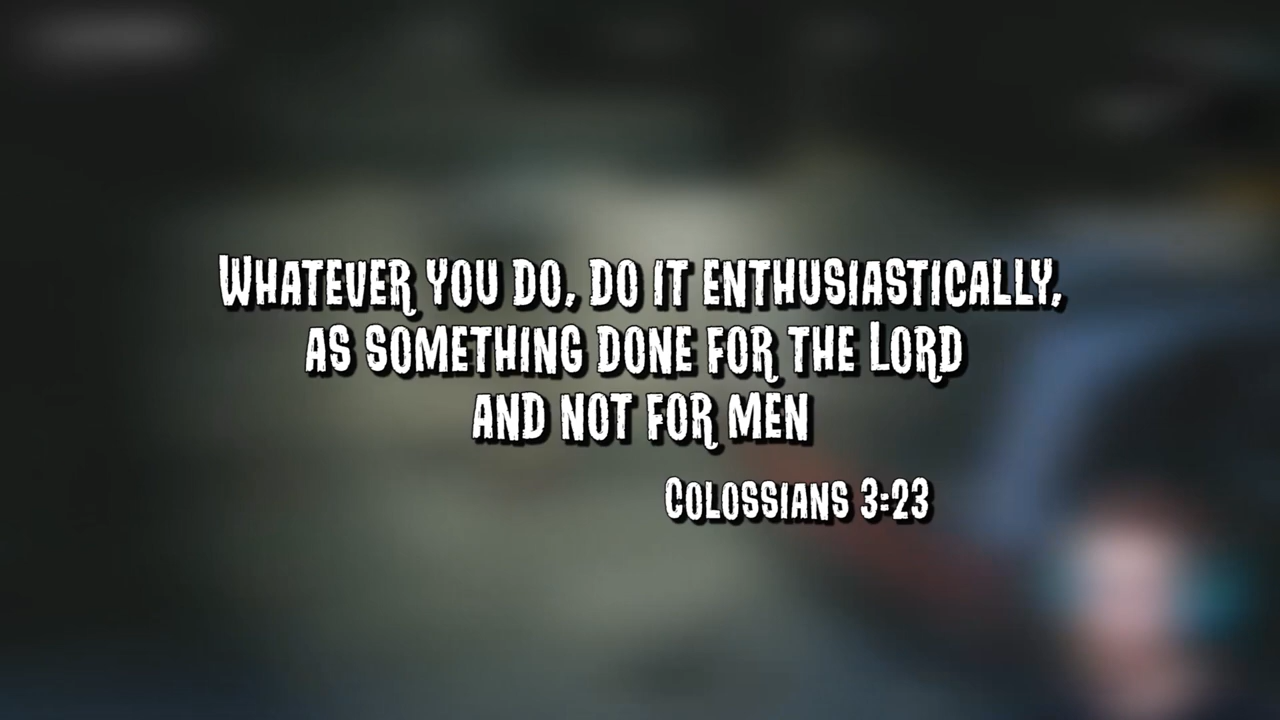 Whatever you do, do it enthusiastically,
as something done for the Lord
and not for men
Colossians 3:23